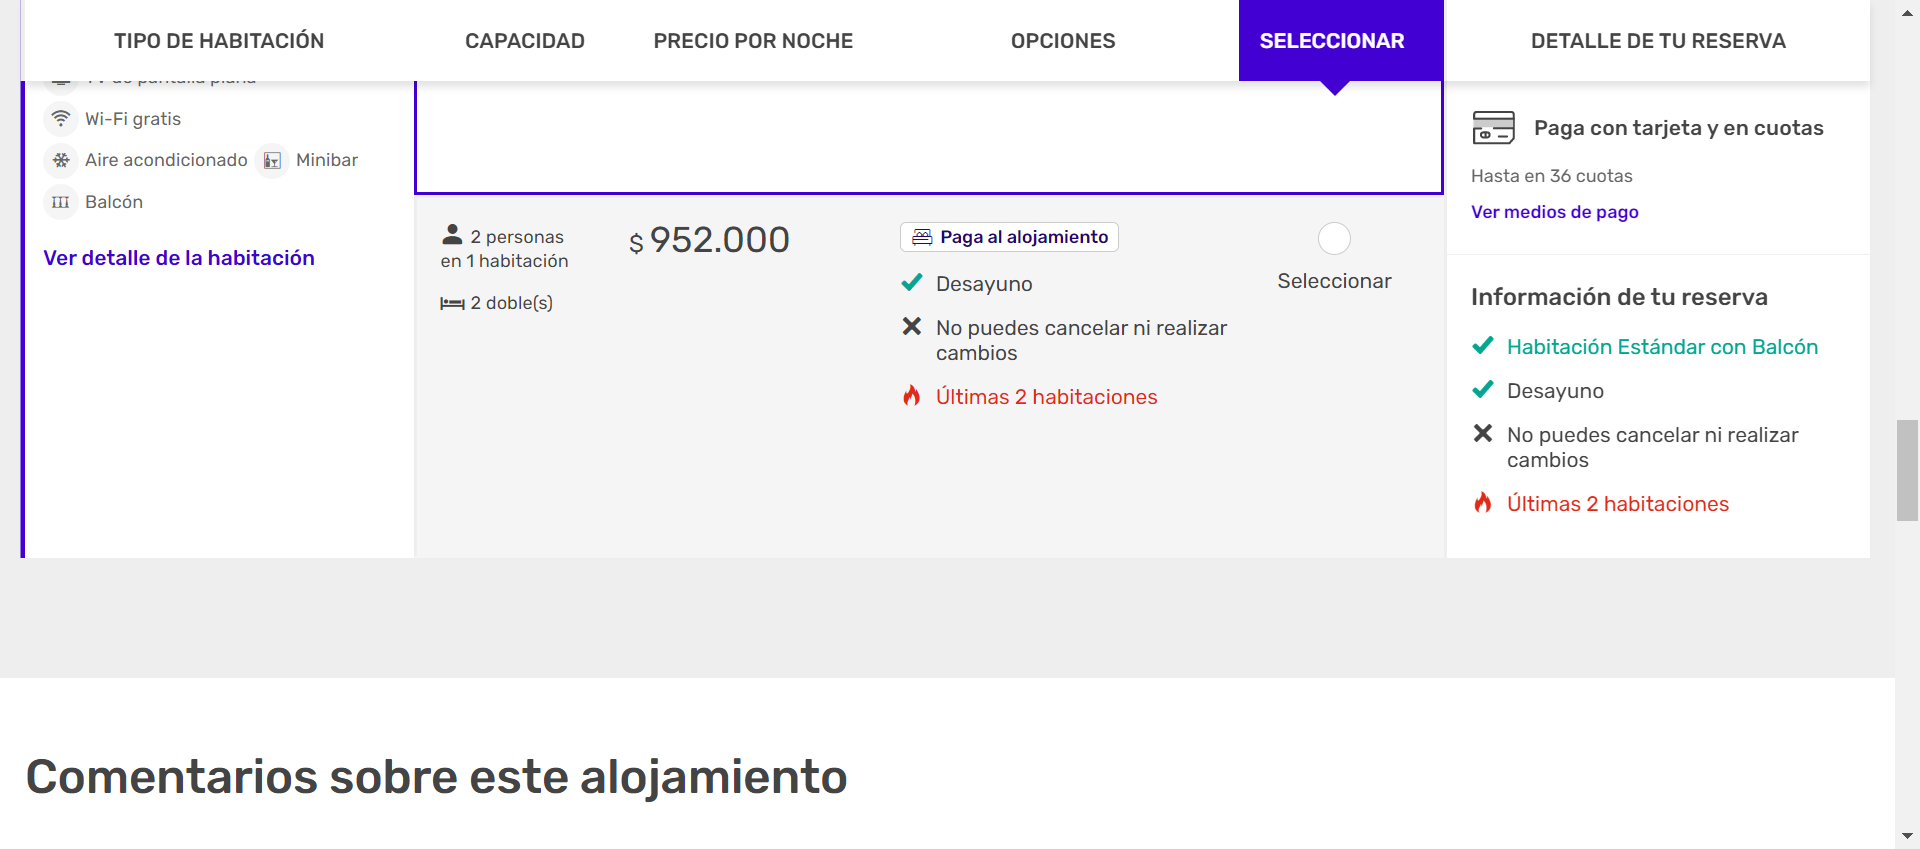 TIPO DE HABITACIÓN
CAPACIDAD
PRECIO POR NOCHE
OPCIONES
SELECCIONAR
DETALLE DE TU RESERVA
TV de pantalla plana
Wi-Fi gratis
Aire acondicionado
Minibar
Balcón
Ver detalle de la habitación
2 personas
en 1 habitación
2 doble(s)
$ 952.000
Paga al alojamiento
Desayuno
No puedes cancelar ni realizar
cambios
Últimas 2 habitaciones
Seleccionar
Paga con tarjeta y en cuotas
Hasta en 36 cuotas
Ver medios de pago
Información de tu reserva
Habitación Estándar con Balcón
Desayuno
No puedes cancelar ni realizar
cambios
Últimas 2 habitaciones
Comentarios sobre este alojamiento